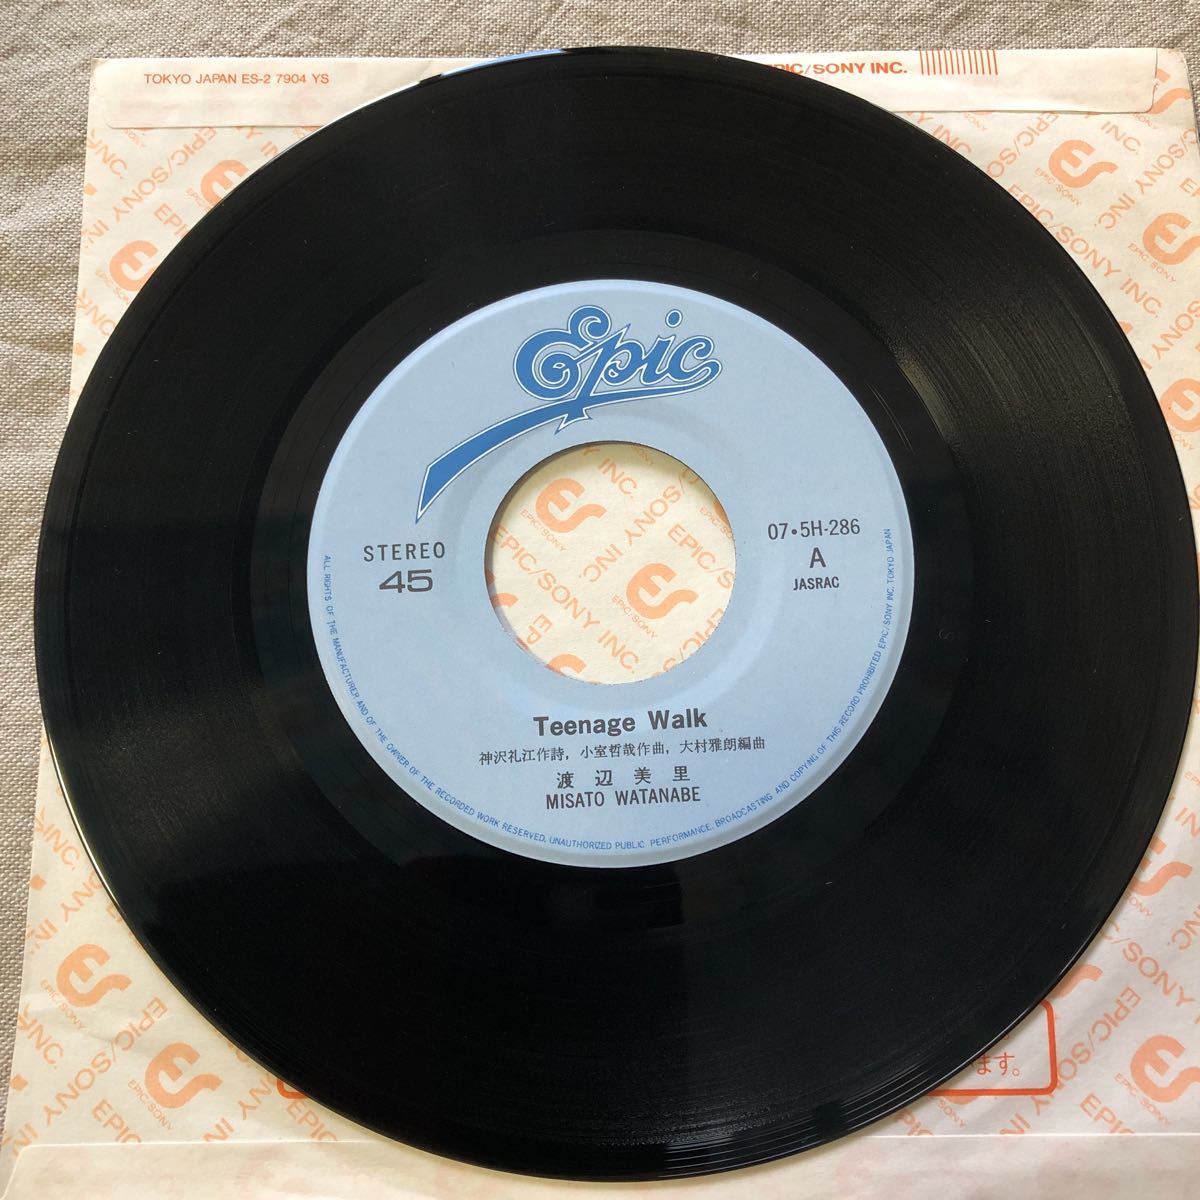 TOKYO JAPAN ES-2 7904 YS
EPIC/SONY INC.
Epic
STEREO
45
07・5H-286
A
JASRAC
Teenage Walk
神沢礼江作詩，小室哲哉作曲，大村雅朗編曲
渡辺美里
MISATO WATANABE
ALL RIGHTS OF THE MANUFACTURER AND OF THE OWNER OF THE RECORDED WORK RESERVED. UNAUTHORIZED PUBLIC PERFORMANCE. BROADCASTING AND COPYING OF THIS RECORD PROHIBITED EPIC/SONY INC. TOKYO JAPAN
EPIC/SONY INC.
ES
EPIC/SONY
ます。